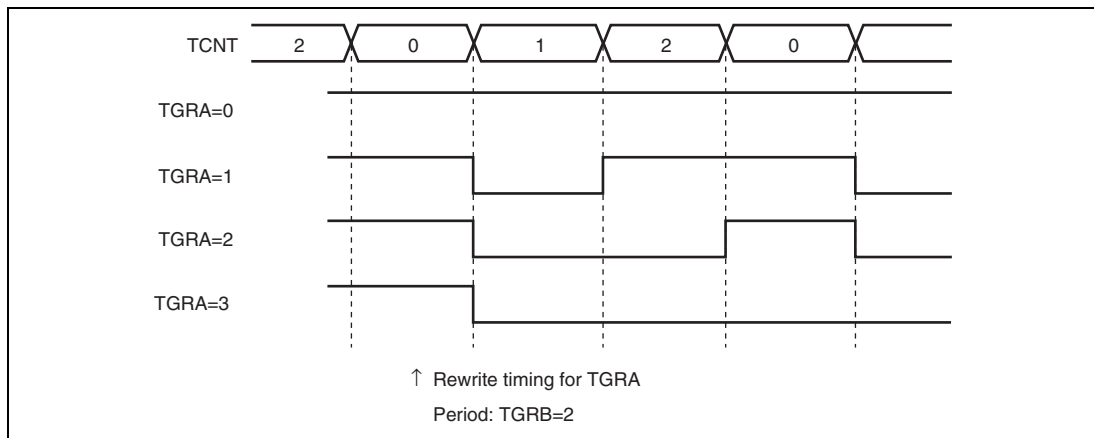 TCNT 2 0 1 2 0
TGRA=0
TGRA=1
TGRA=2
TGRA=3
↑ Rewrite timing for TGRA
Period: TGRB=2